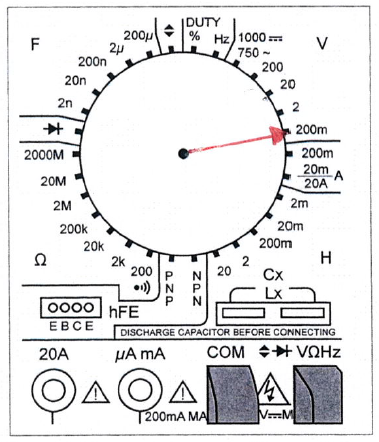 F
200µ
DUTY
%
Hz
1000
750 ~
V
2µ
200
200n
20
20n
2
2n
200m
2000M
200m
20m
20A
A
20M
2m
2M
20m
200k
200m
20k
2k
200
PNP
NPN
20
2
Ω
H
Cx
Lx
hFE
E B C E
DISCHARGE CAPACITOR BEFORE CONNECTING
20A
µA mA
COM
VΩHz
200mA MA
V M